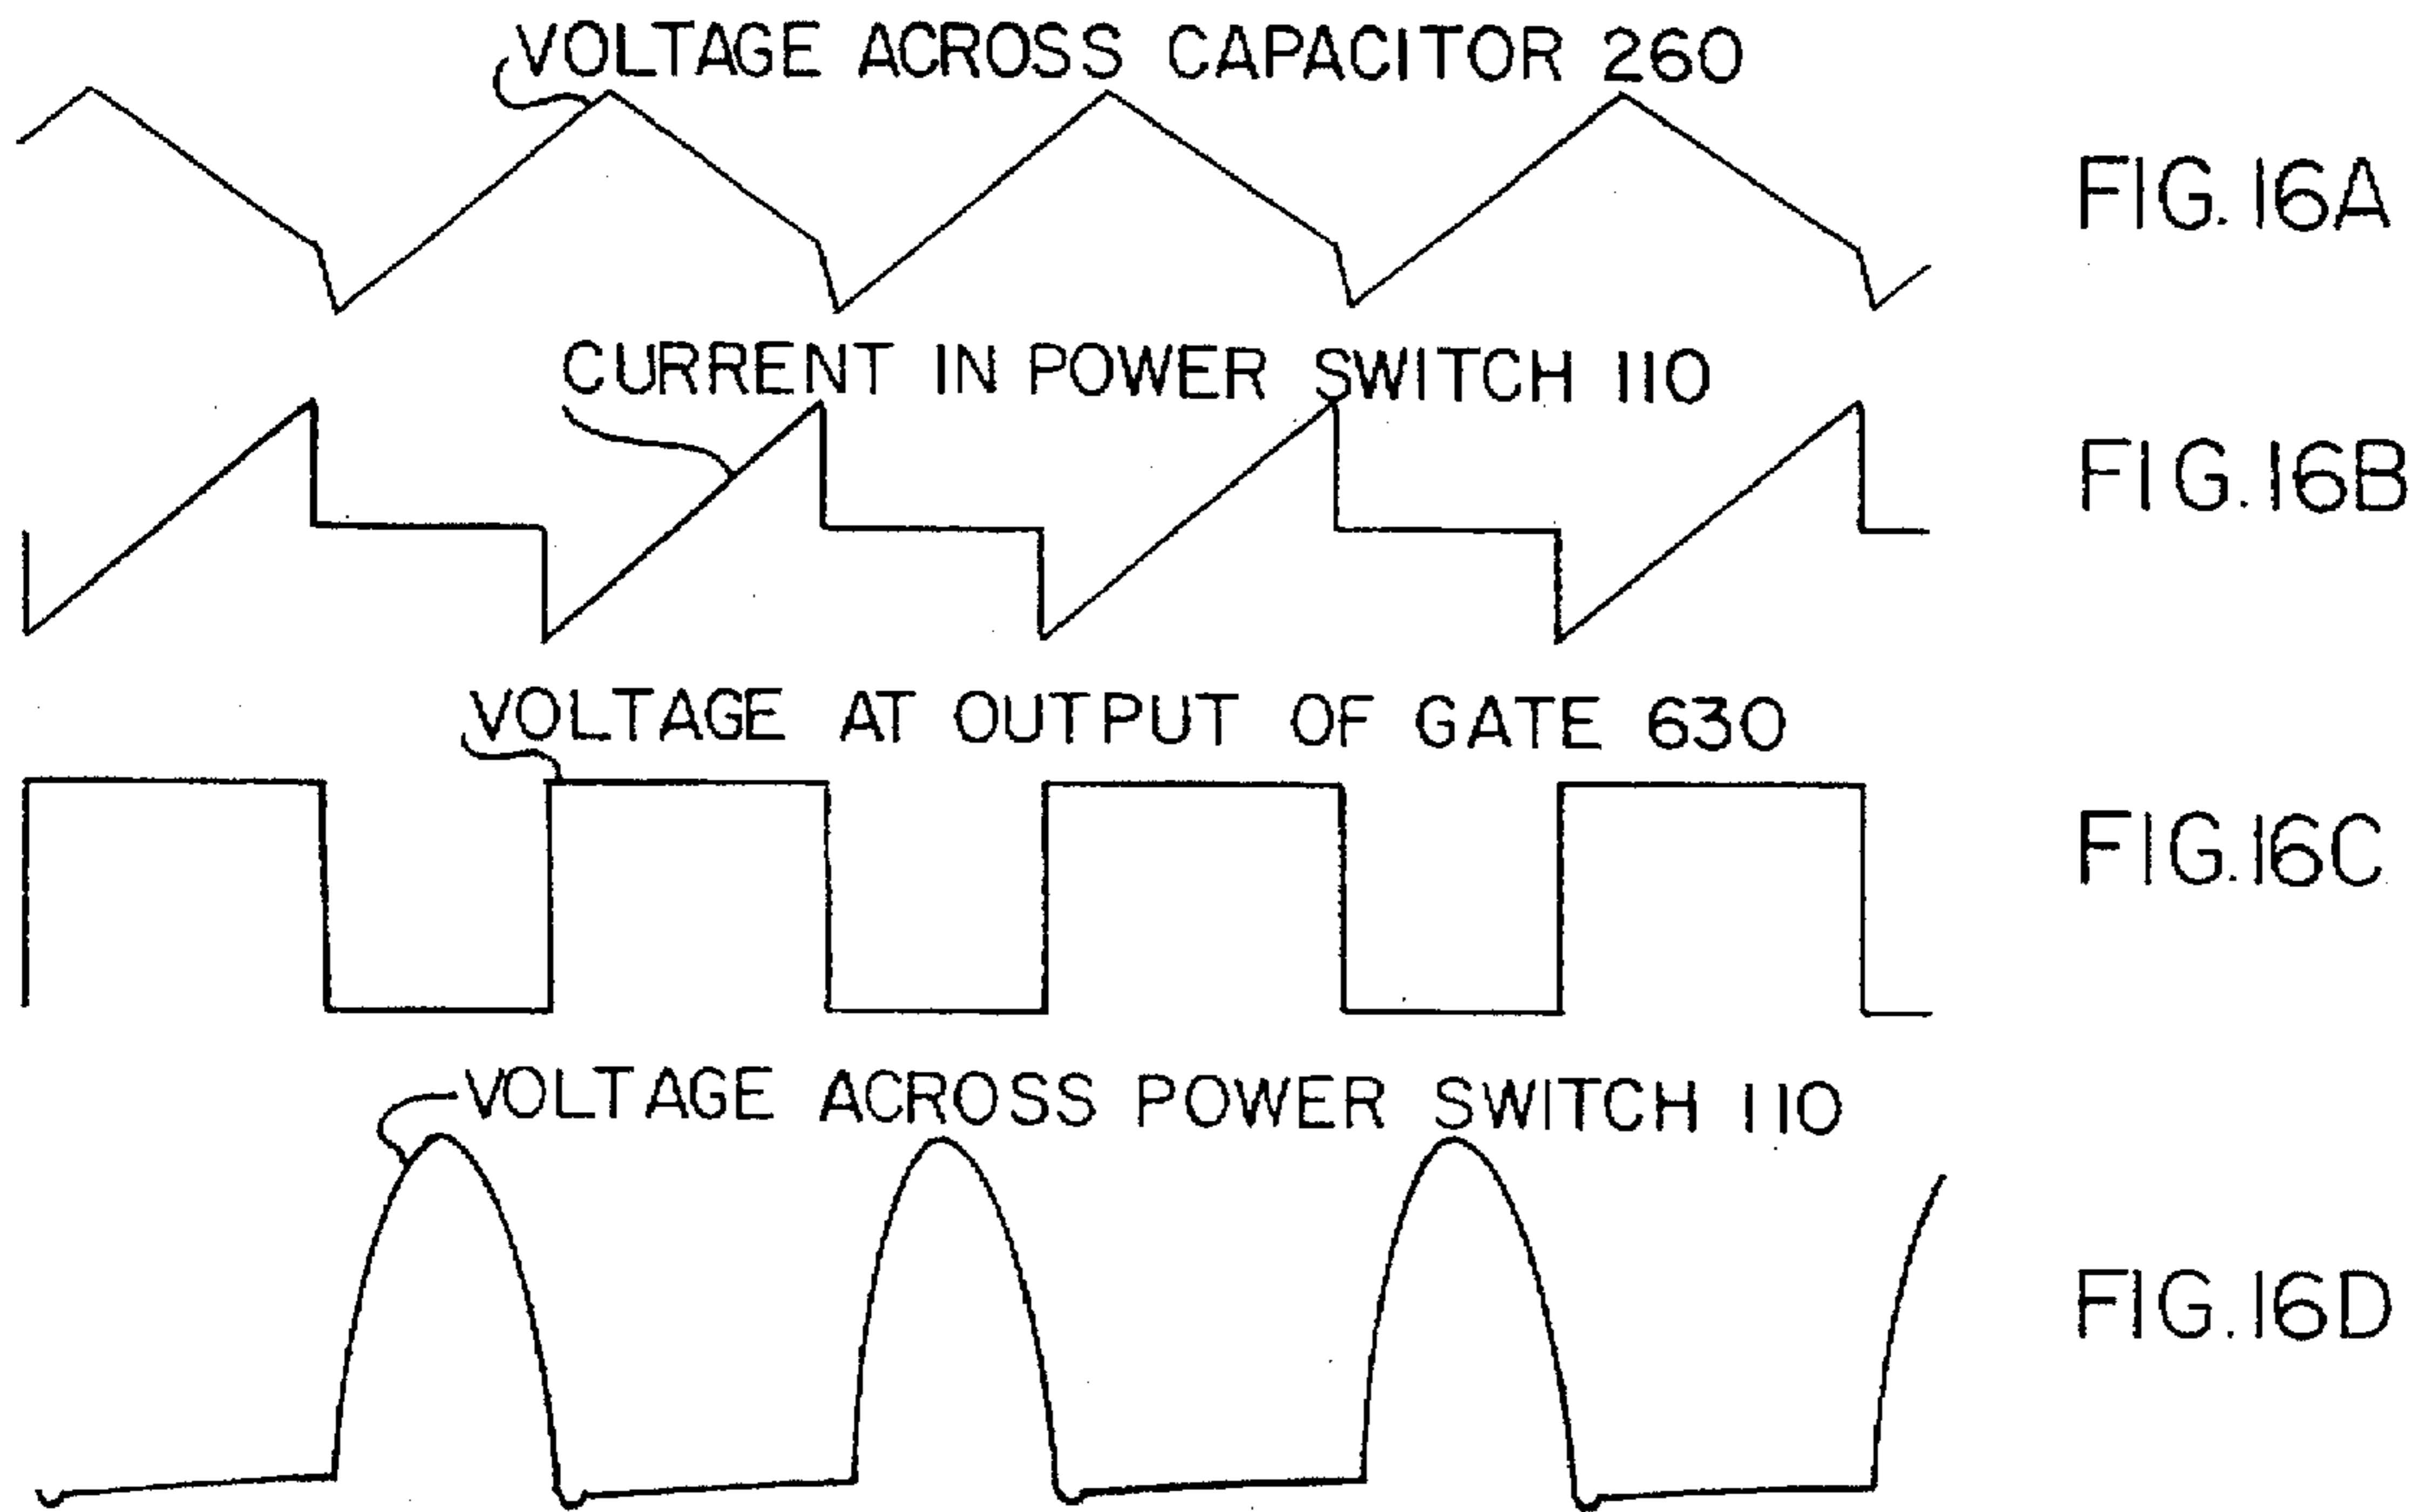 VOLTAGE ACROSS CAPACITOR 260
FIG. 16A
CURRENT IN POWER SWITCH 110
FIG. 16B
VOLTAGE AT OUTPUT OF GATE 630
FIG. 16C
VOLTAGE ACROSS POWER SWITCH 110
FIG. 16D